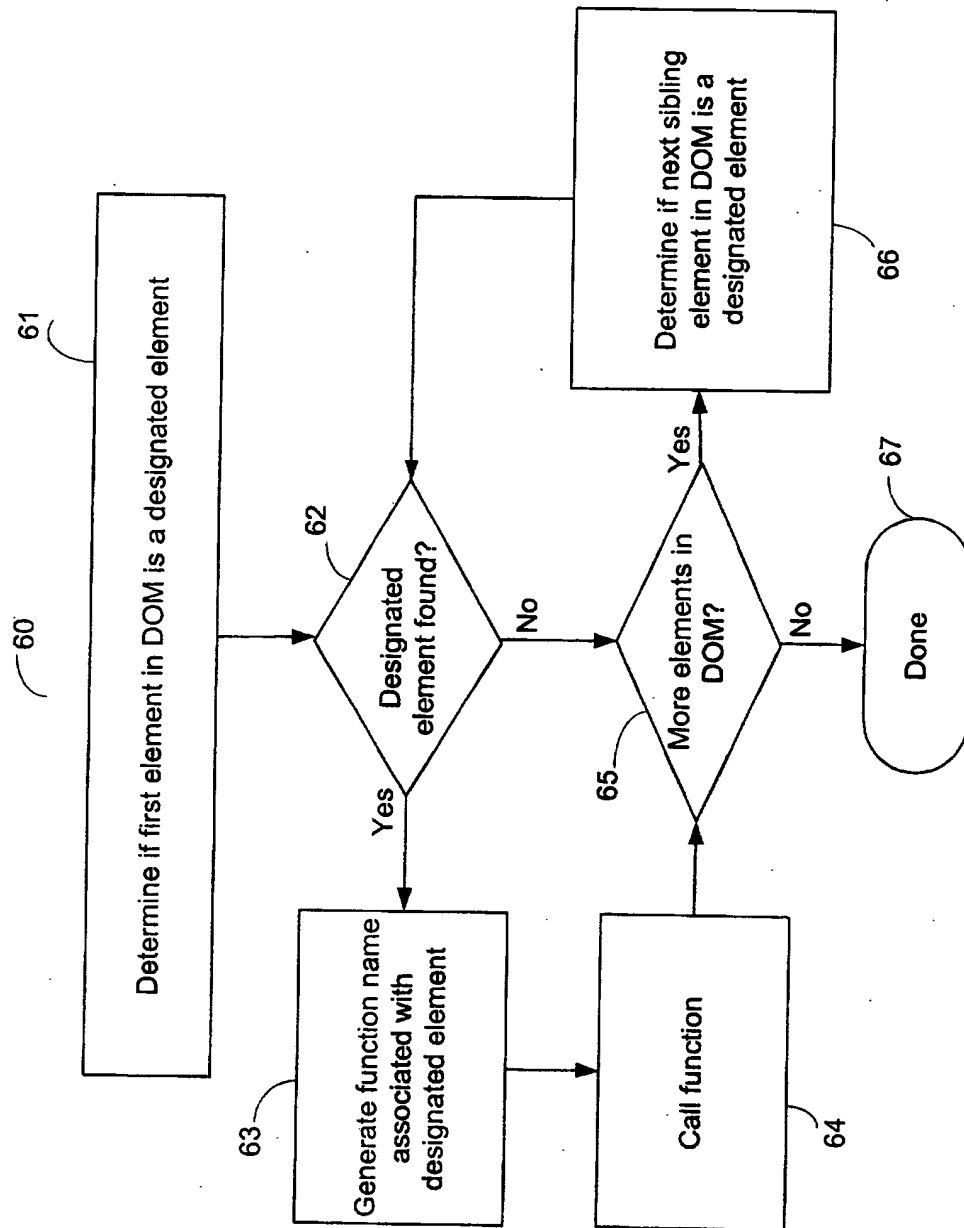 60
61
Determine if first element in DOM is a designated element
62
Designated
element found?
Yes
No
63
Generate function name
associated with
designated element
64
Call function
65
More elements in
DOM?
Yes
No
66
Determine if next sibling
element in DOM is a
designated element
67
Done